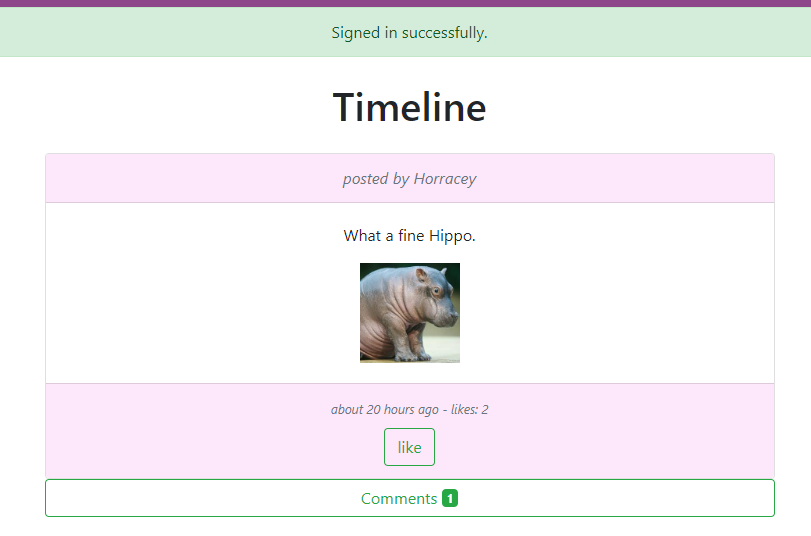 Signed in successfully.
Timeline
posted by Horracey
What a fine Hippo.
about 20 hours ago - likes: 2
like
Comments 1